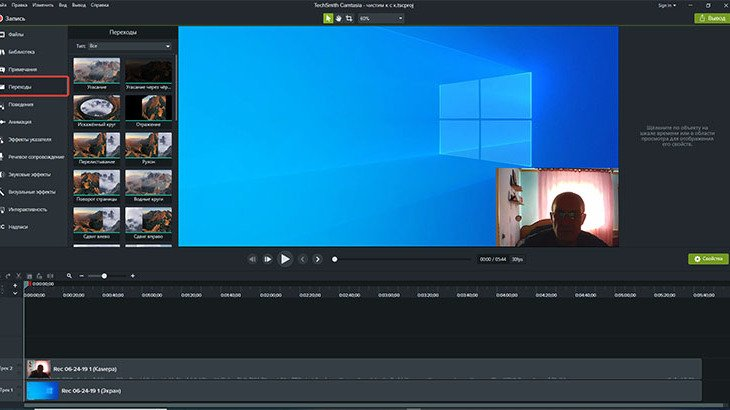 Файл Правка Изменить Вид Помощь
TechSmith Camtasia - чистим к с x.tscproj
Sign in
Запись
60%
Вывод
Файлы
Библиотека
Примечания
Переходы
Поведения
Анимация
Эффекты указателя
Речевое сопровождение
Звуковые эффекты
Визуальные эффекты
Интерактивность
Надписи
Переходы
Тип: Все
Угасание
Угасание через чёр...
Искажённый круг
Отражение
Перелистывание
Рулон
Поворот страницы
Водные круги
Сдвиг влево
Сдвиг вправо
Щёлкните по объекту на
шкале времени или в области
просмотра для отображения
его свойств.
00:00 / 05:44
30fps
Свойства
0:00:00;00
0:00:00;00 0:00:20;00 0:00:40;00 0:01:00;00 0:01:20;00 0:01:40;00 0:02:00;00 0:02:20;00 0:02:40;00 0:03:00;00 0:03:20;00 0:03:40;00 0:04:00;00 0:04:20;00 0:04:40;00 0:05:00;00 0:05:20;00 0:05:40;00
Трек 2
Rec 06-24-19 1 (Камера)
Трек 1
Rec 06-24-19 1 (Экран)